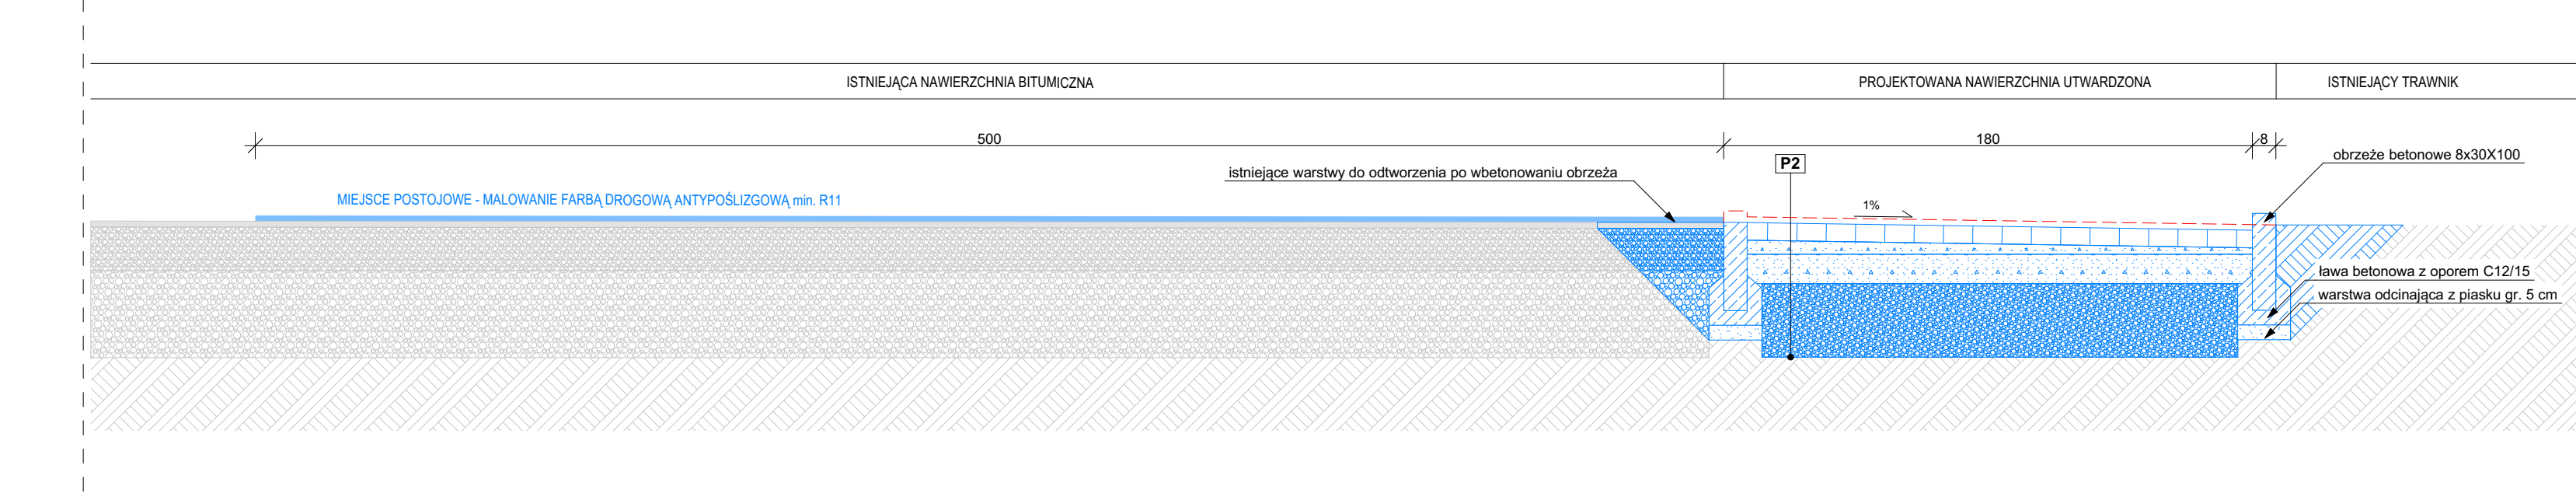 ISTNIEJĄCA NAWIERZCHNIA BITUMICZNA
PROJEKTOWANA NAWIERZCHNIA UTWARDZONA
ISTNIEJĄCY TRAWNIK
500
180
8
obrzeże betonowe 8x30X100
P2
istniejące warstwy do odtworzenia po wbetonowaniu obrzeża
MIEJSCE POSTOJOWE - MALOWANIE FARBĄ DROGOWĄ ANTYPOŚLIZGOWĄ min. R11
1%
ława betonowa z oporem C12/15
warstwa odcinająca z piasku gr. 5 cm